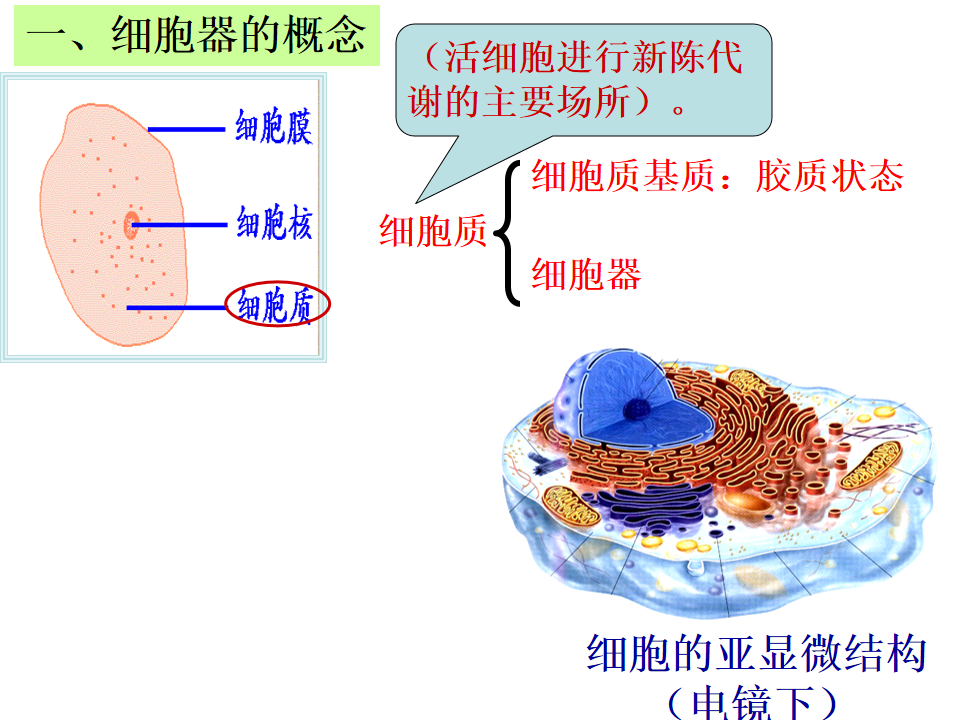 一、细胞器的概念
（活细胞进行新陈代
谢的主要场所）。
细胞膜
细胞核
细胞质
细胞质
细胞质基质：胶质状态
细胞器
细胞的亚显微结构
（电镜下）